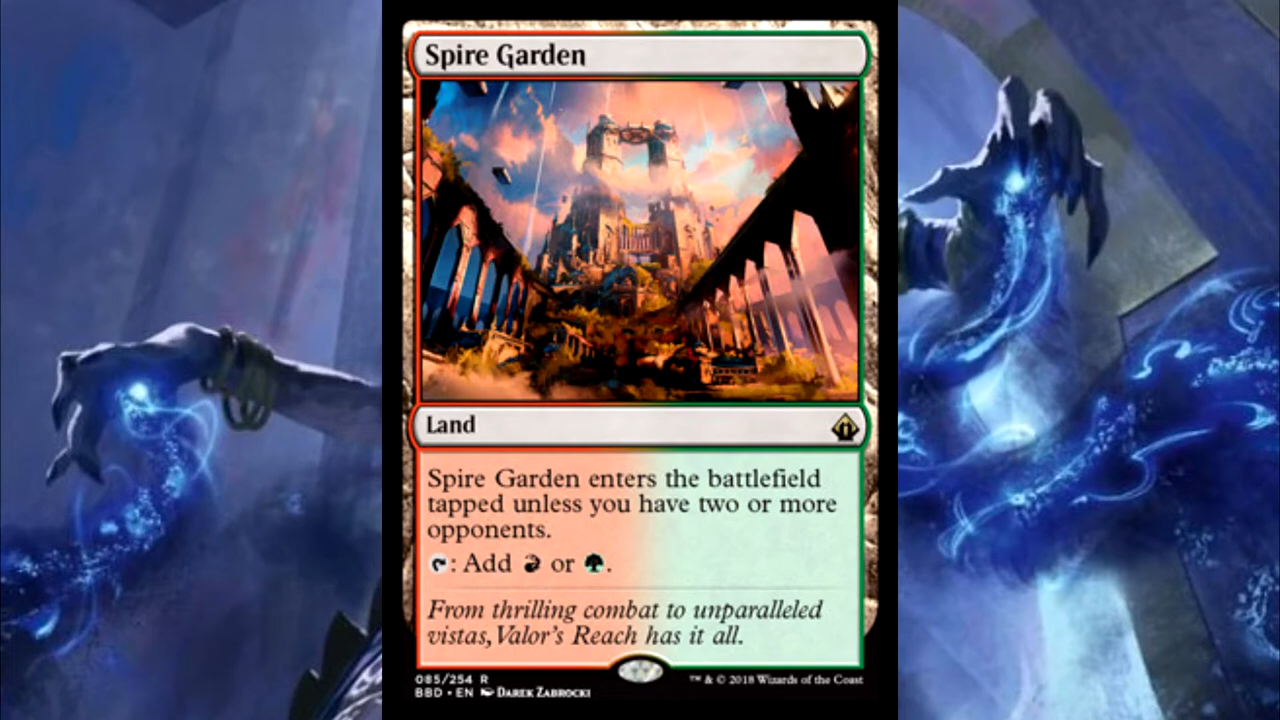 Spire Garden
Land
Spire Garden enters the battlefield
tapped unless you have two or more
opponents.
: Add or .
From thrilling combat to unparalleled
vistas, Valor's Reach has it all.
085/254 R
BBD • EN Darek Zabrocki
™ & © 2018 Wizards of the Coast